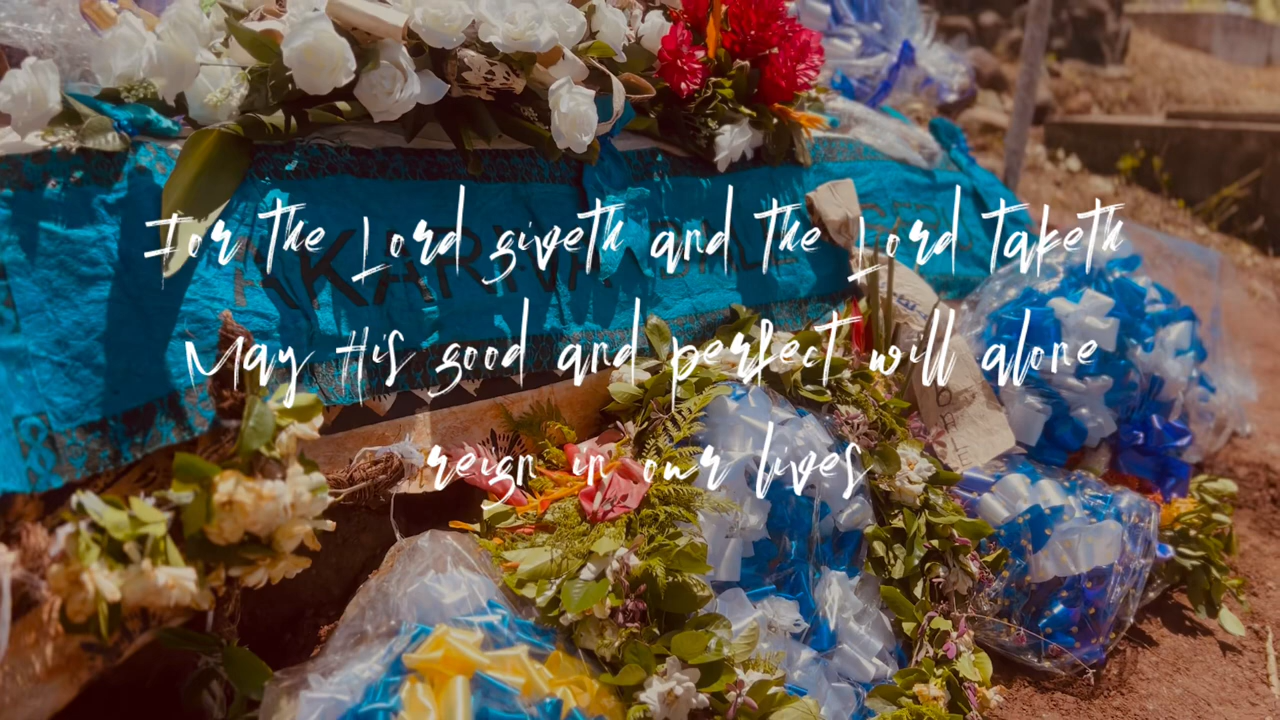 For the Lord giveth and the Lord taketh
May His good and perfect will alone
reign in our lives